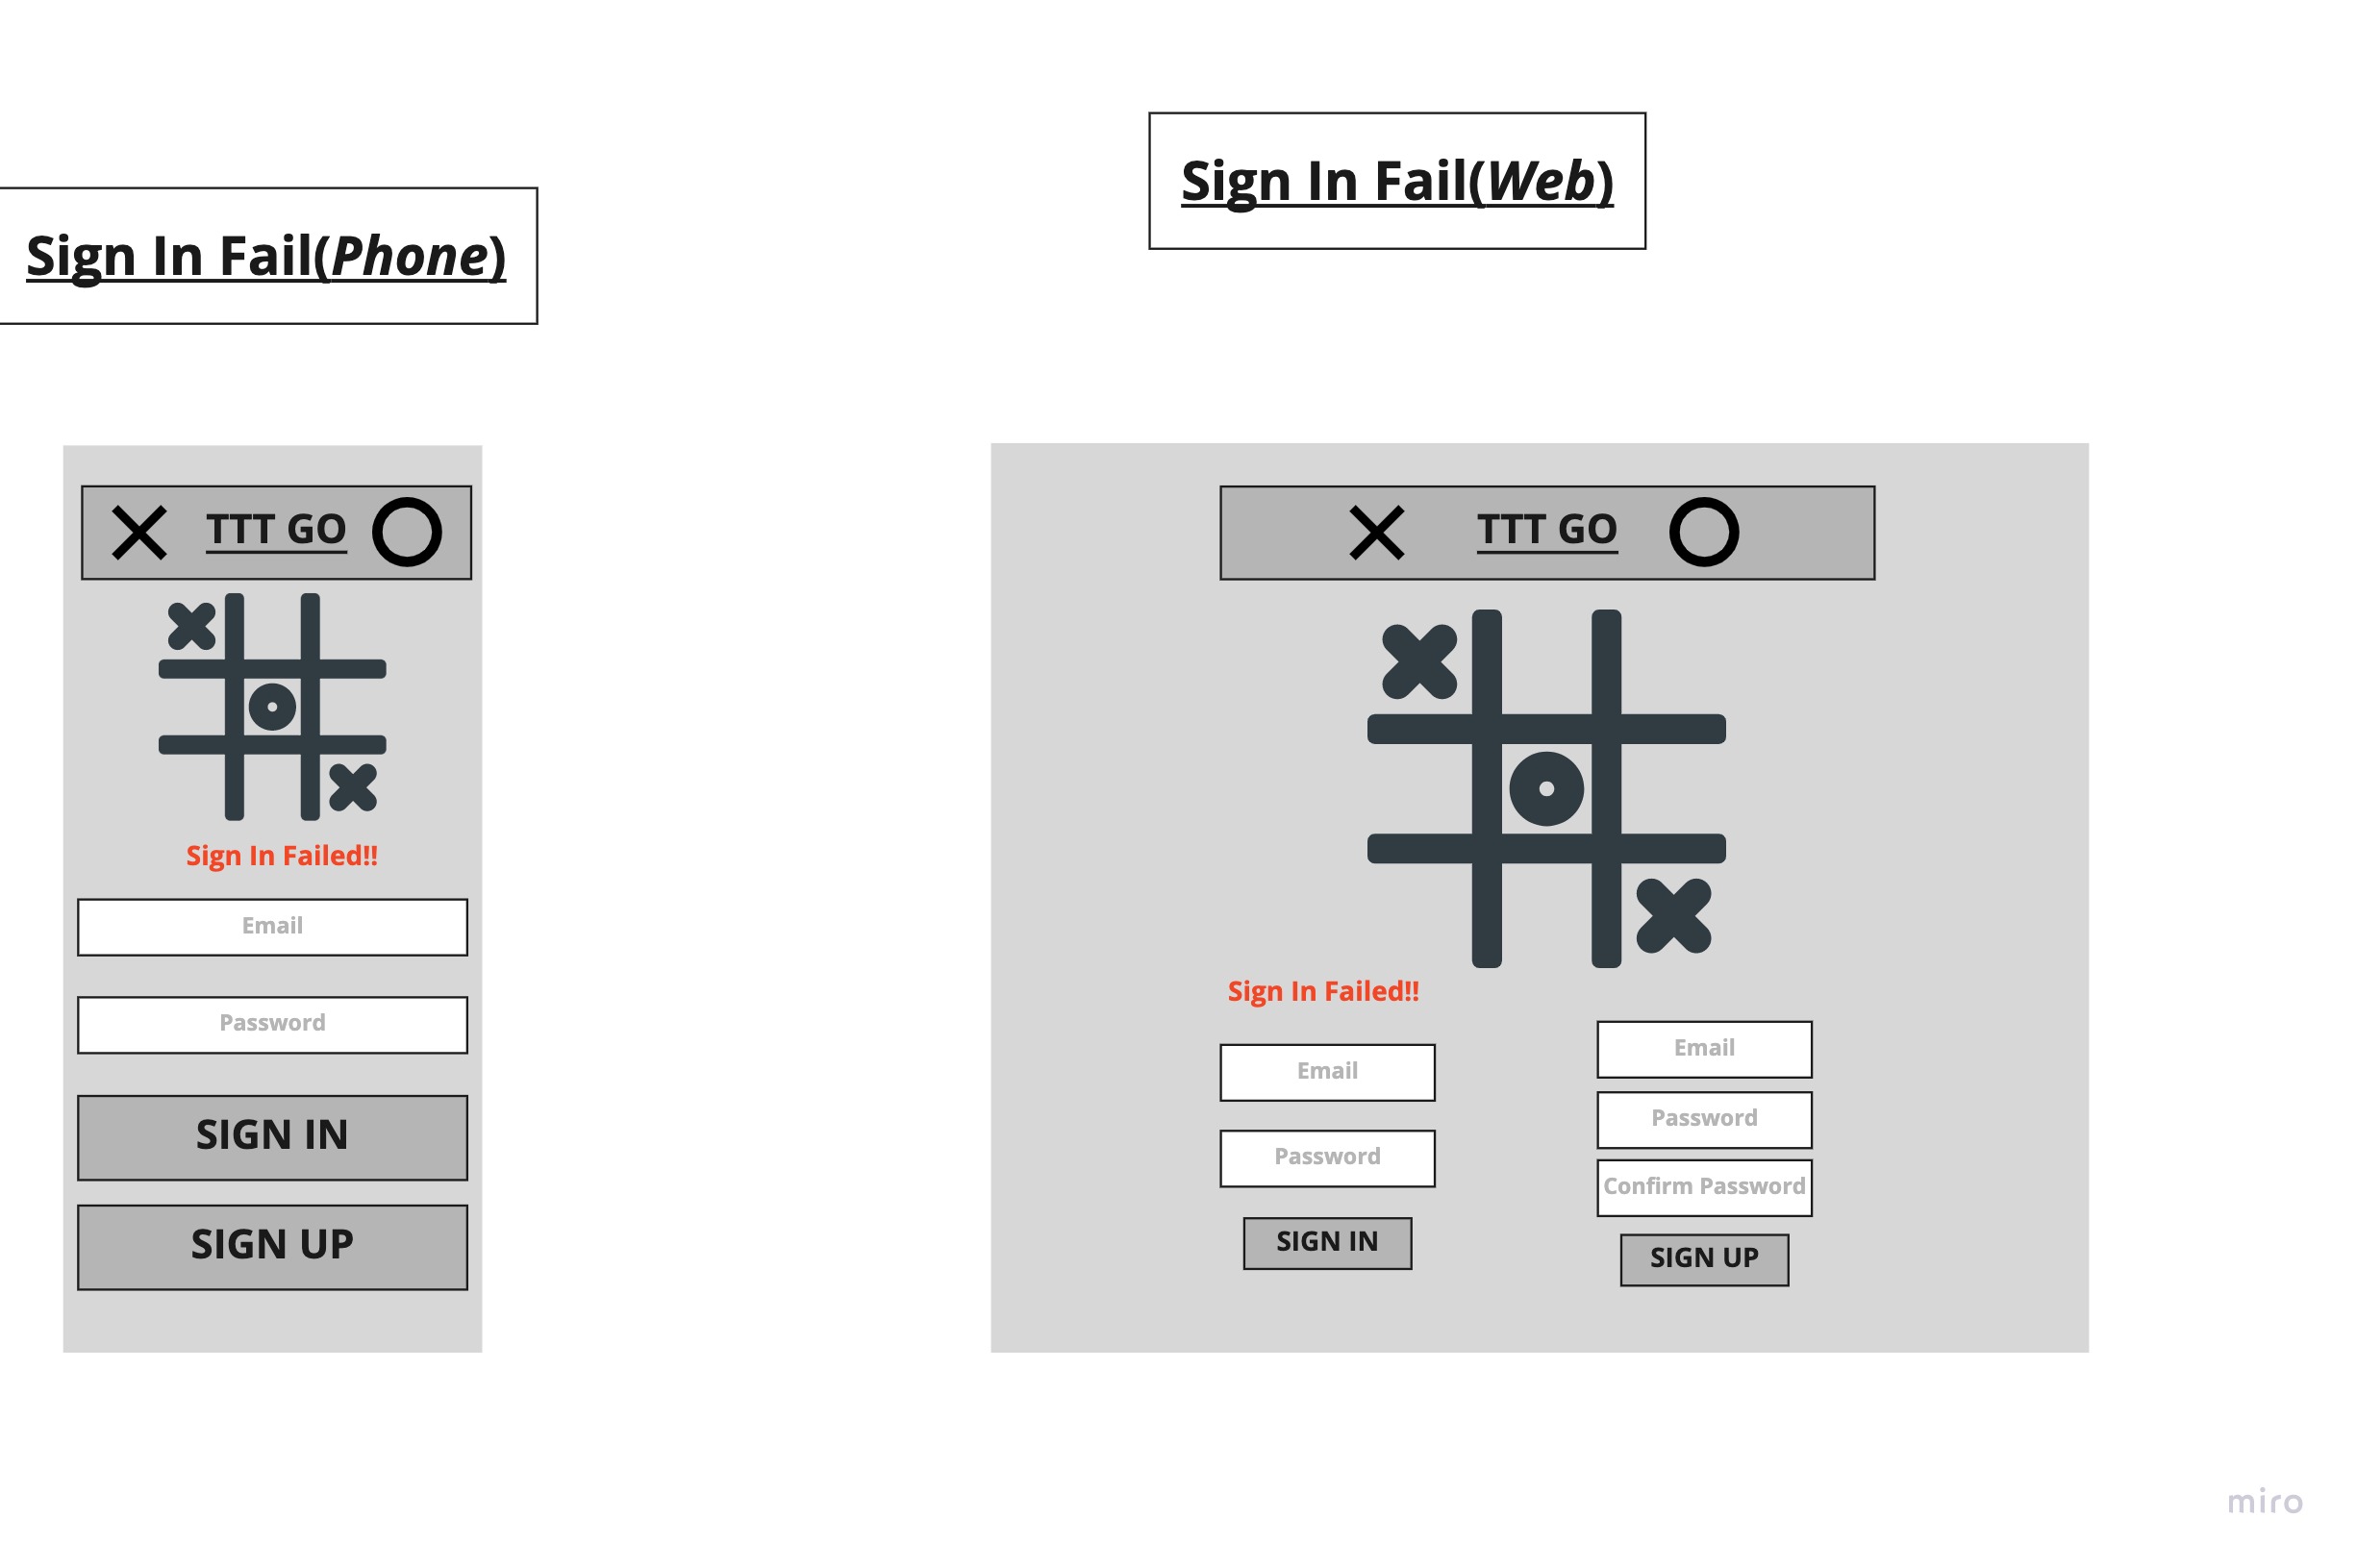 Sign In Fail(Phone)
TTT GO
Sign In Failed!!
Email
Password
SIGN IN
SIGN UP
Sign In Fail(Web)
TTT GO
Sign In Failed!!
Email
Password
SIGN IN
Email
Password
Confirm Password
SIGN UP
miro